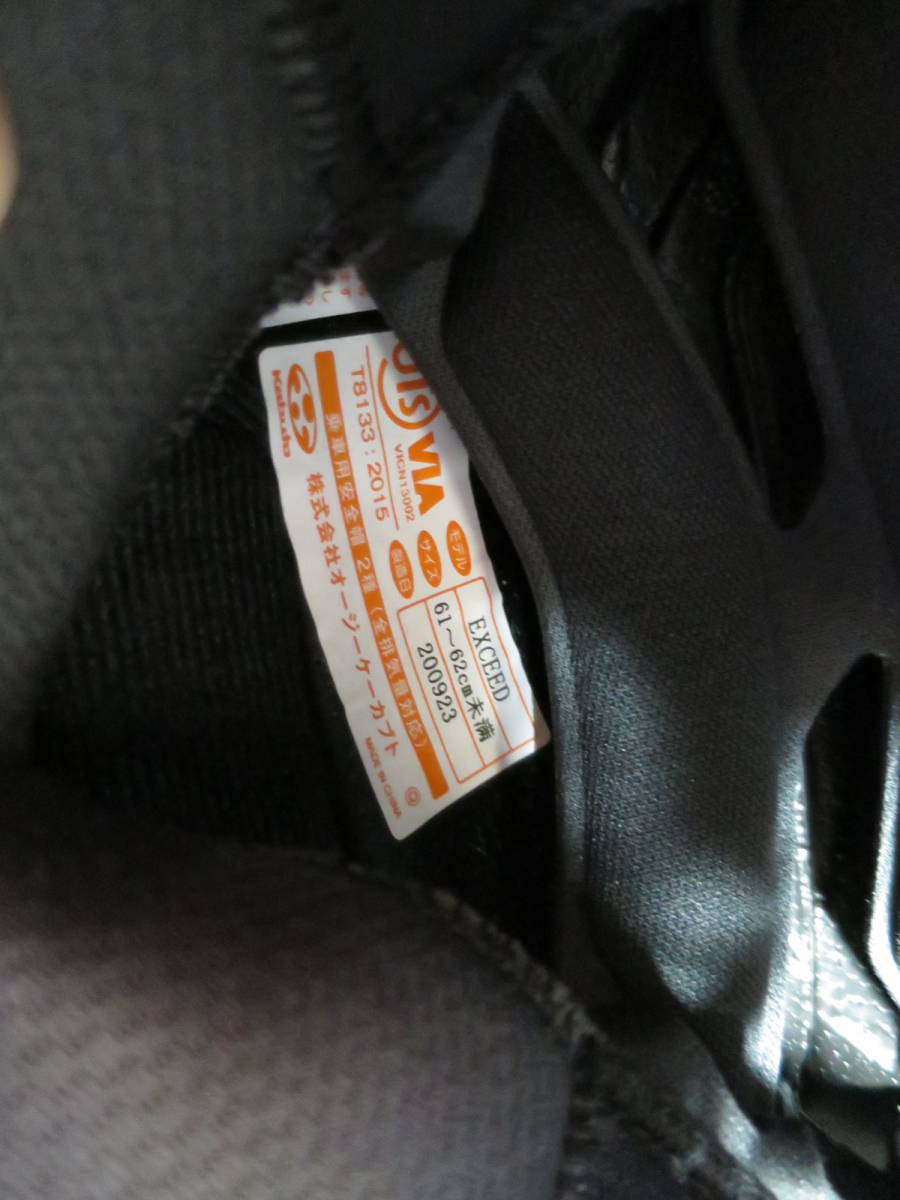 JIS VIA
VICN13002
T8133:2015
モデル EXCEED
サイズ 61~62cm未満
製造日 200923
乗車用安全帽 2種(全排気量対応)
Kabuto
株式会社オージーケーカブト
MADE IN CHINA